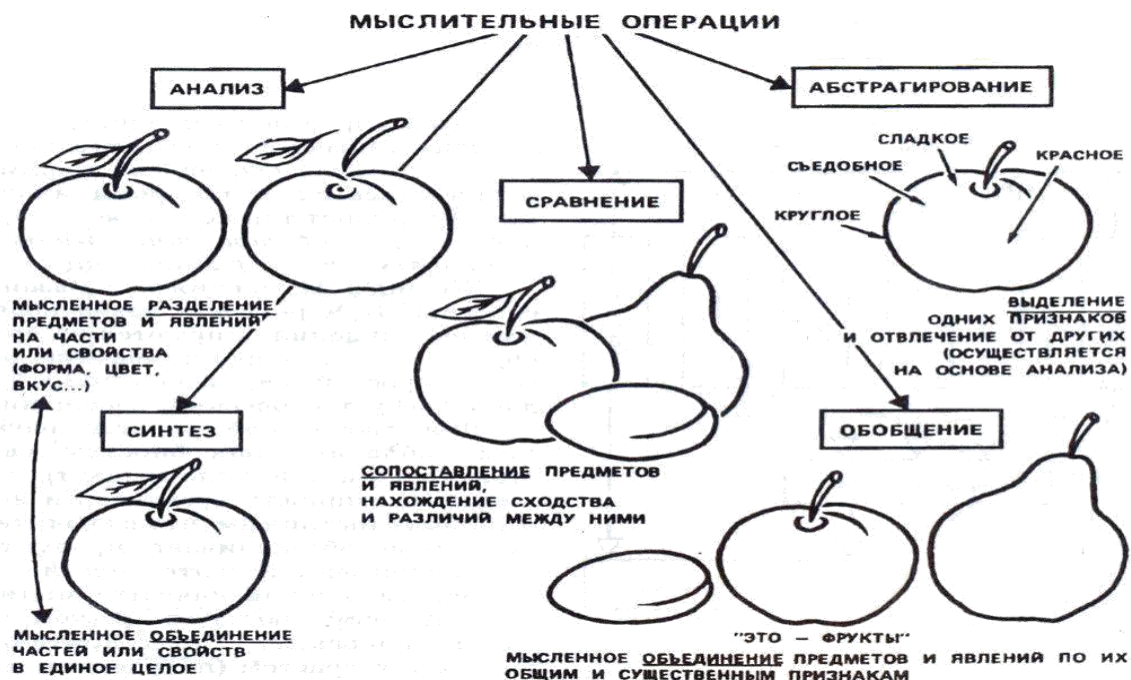 МЫСЛИТЕЛЬНЫЕ ОПЕРАЦИИ
АНАЛИЗ
МЫСЛЕННОЕ РАЗДЕЛЕНИЕ
ПРЕДМЕТОВ И ЯВЛЕНИЙ
НА ЧАСТИ
ИЛИ СВОЙСТВА
(ФОРМА, ЦВЕТ,
ВКУС...)
СИНТЕЗ
МЫСЛЕННОЕ ОБЪЕДИНЕНИЕ
ЧАСТЕЙ ИЛИ СВОЙСТВ
В ЕДИНОЕ ЦЕЛОЕ
СРАВНЕНИЕ
СОПОСТАВЛЕНИЕ ПРЕДМЕТОВ
И ЯВЛЕНИЙ,
НАХОЖДЕНИЕ СХОДСТВА
И РАЗЛИЧИЙ МЕЖДУ НИМИ
АБСТРАГИРОВАНИЕ
СЛАДКОЕ
КРАСНОЕ
СЪЕДОБНОЕ
КРУГЛОЕ
ВЫДЕЛЕНИЕ
ОДНИХ ПРИЗНАКОВ
И ОТВЛЕЧЕНИЕ ОТ ДРУГИХ
(ОСУЩЕСТВЛЯЕТСЯ
НА ОСНОВЕ АНАЛИЗА)
ОБОБЩЕНИЕ
"ЭТО – ФРУКТЫ"
МЫСЛЕННОЕ ОБЪЕДИНЕНИЕ ПРЕДМЕТОВ И ЯВЛЕНИЙ ПО ИХ
ОБЩИМ И СУЩЕСТВЕННЫМ ПРИЗНАКАМ